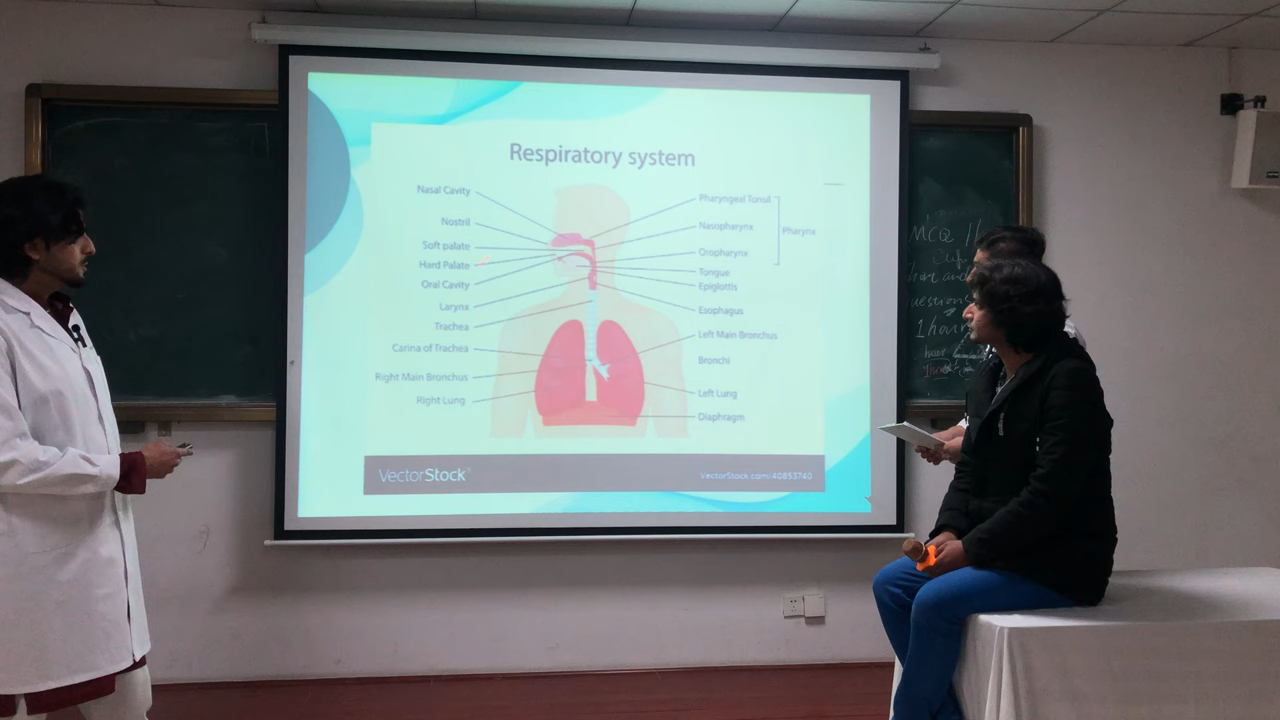 Respiratory system
Nasal Cavity
Nostril
Soft palate
Hard Palate
Oral Cavity
Larynx
Trachea
Carina of Trachea
Right Main Bronchus
Right Lung
Pharyngeal Tonsil
Nasopharynx
Pharynx
Oropharynx
Tongue
Epiglottis
Esophagus
Left Main Bronchus
Bronchi
Left Lung
Diaphragm
VectorStock®
VectorStock.com/40853740
MCQ
1 hour
hour